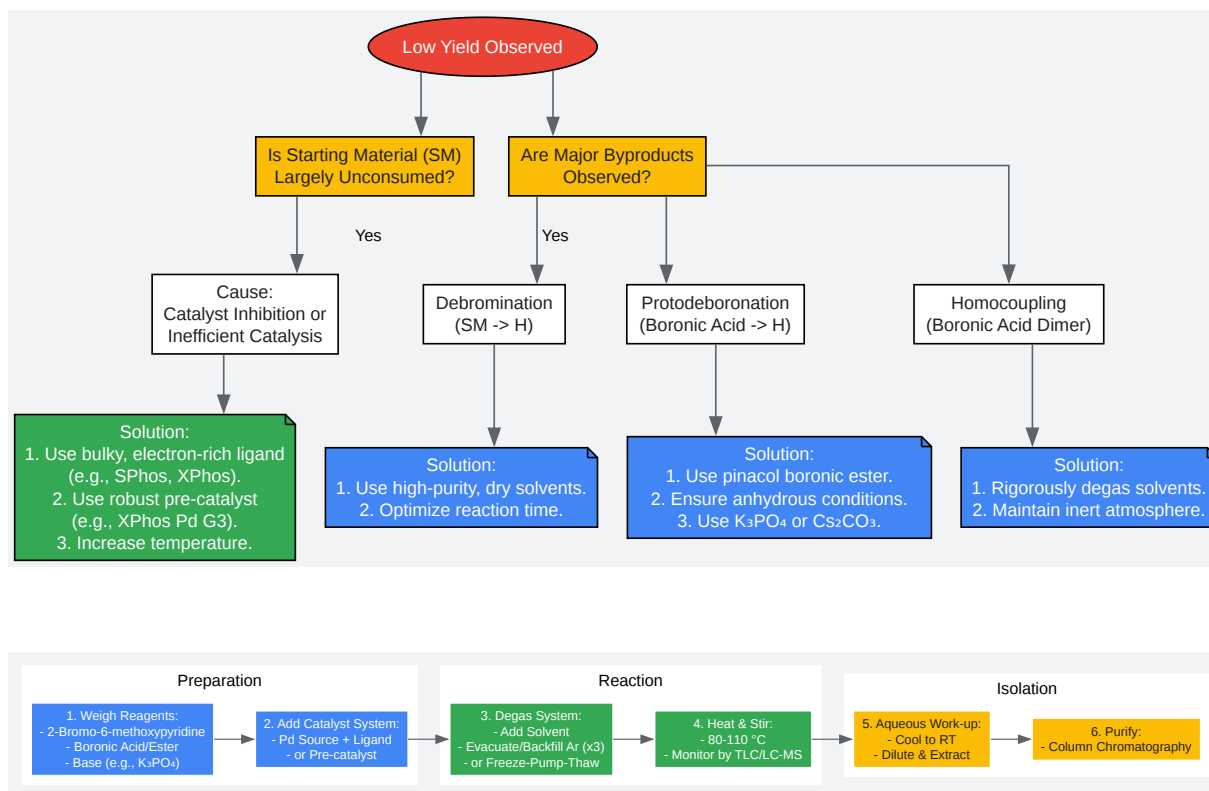 Low Yield Observed
Is Starting Material (SM)
Largely Unconsumed?
Are Major Byproducts
Observed?
Yes
Yes
Cause:
Catalyst Inhibition or
Inefficient Catalysis
Debromination
(SM -> H)
Protodeboronation
(Boronic Acid -> H)
Homocoupling
(Boronic Acid Dimer)
Solution:
1. Use bulky, electron-rich ligand
(e.g., SPhos, XPhos).
2. Use robust pre-catalyst
(e.g., XPhos Pd G3).
3. Increase temperature.
Solution:
1. Use high-purity, dry solvents.
2. Optimize reaction time.
Solution:
1. Use pinacol boronic ester.
2. Ensure anhydrous conditions.
3. Use K₃PO₄ or Cs₂CO₃.
Solution:
1. Rigorously degas solvents.
2. Maintain inert atmosphere.
Preparation
1. Weigh Reagents:
- 2-Bromo-6-methoxypyridine
- Boronic Acid/Ester
- Base (e.g., K₃PO₄)
2. Add Catalyst System:
- Pd Source + Ligand
- or Pre-catalyst
Reaction
3. Degas System:
- Add Solvent
- Evacuate/Backfill Ar (x3)
- or Freeze-Pump-Thaw
4. Heat & Stir:
- 80-110 °C
- Monitor by TLC/LC-MS
Isolation
5. Aqueous Work-up:
- Cool to RT
- Dilute & Extract
6. Purify:
- Column Chromatography